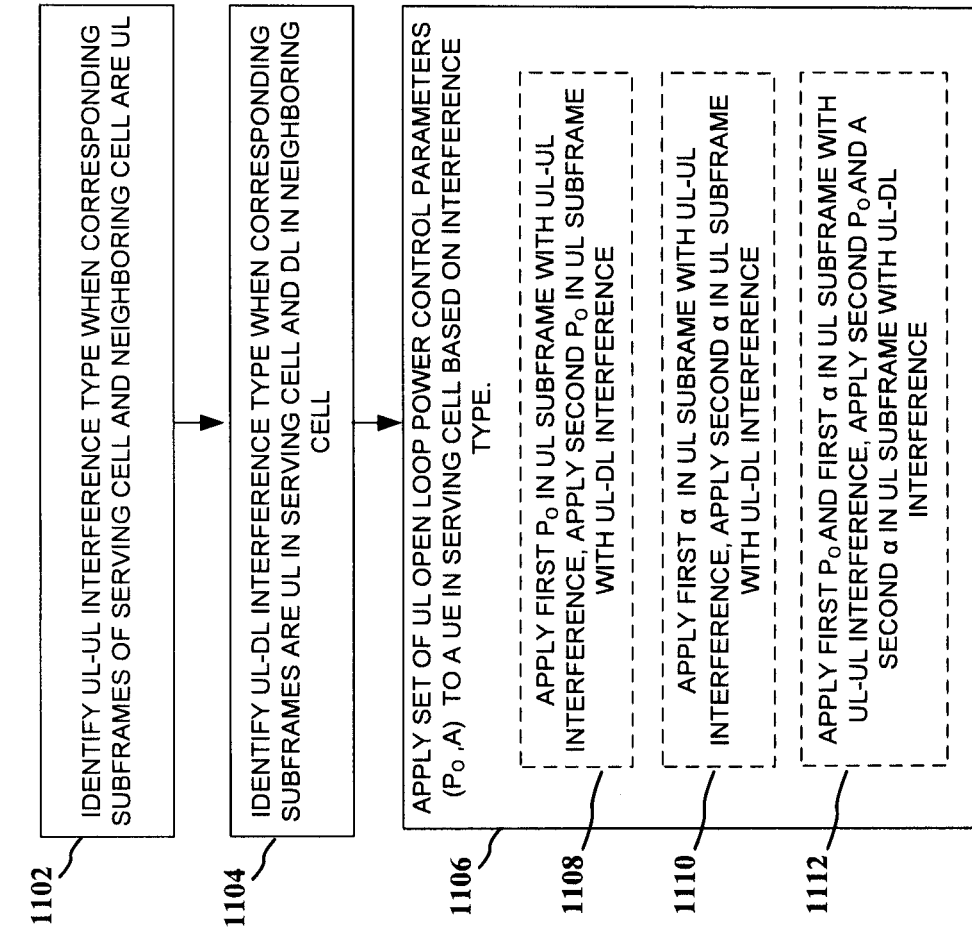 1102
IDENTIFY UL-UL INTERFERENCE TYPE WHEN CORRESPONDING
SUBFRAMES OF SERVING CELL AND NEIGHBORING CELL ARE UL
1104
IDENTIFY UL-DL INTERFERENCE TYPE WHEN CORRESPONDING
SUBFRAMES ARE UL IN SERVING CELL AND DL IN NEIGHBORING
CELL
1106
APPLY SET OF UL OPEN LOOP POWER CONTROL PARAMETERS
(P₀,A) TO A UE IN SERVING CELL BASED ON INTERFERENCE
TYPE.
1108
APPLY FIRST P₀ IN UL SUBFRAME WITH UL-UL
INTERFERENCE, APPLY SECOND P₀ IN UL SUBFRAME
WITH UL-DL INTERFERENCE
1110
APPLY FIRST α IN UL SUBRAME WITH UL-UL
INTERFERENCE, APPLY SECOND α IN UL SUBFRAME
WITH UL-DL INTERFERENCE
1112
APPLY FIRST P₀ AND FIRST α IN UL SUBFRAME WITH
UL-UL INTERFERENCE, APPLY SECOND P₀ AND A
SECOND α IN UL SUBFRAME WITH UL-DL
INTERFERENCE